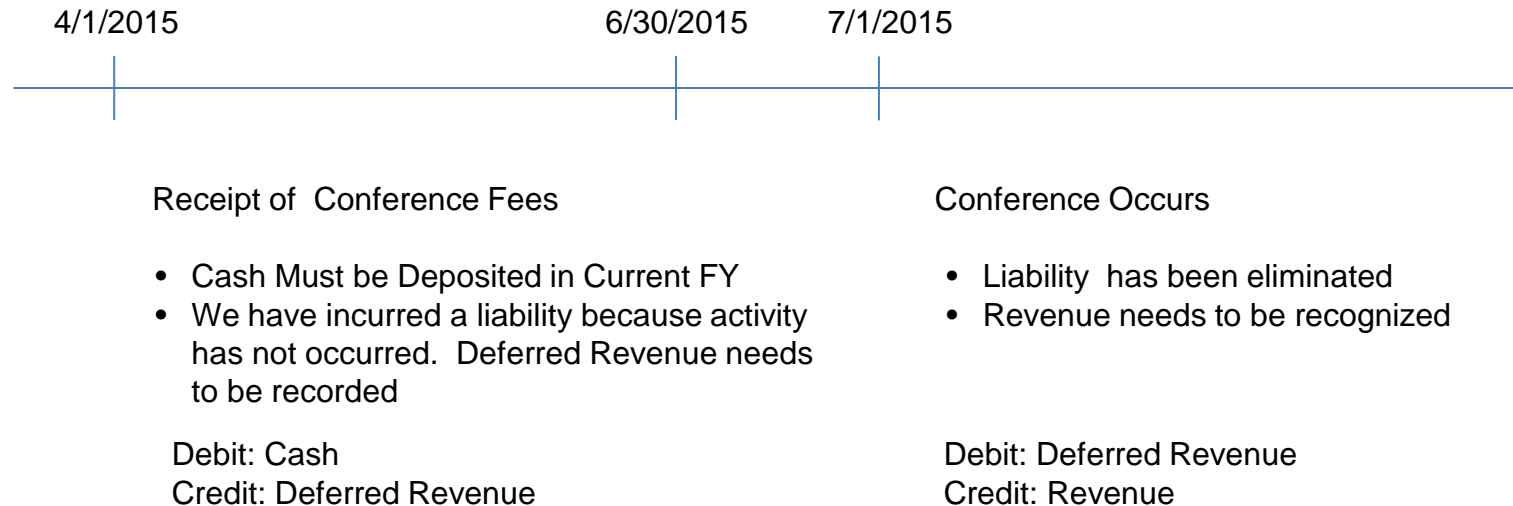 4/1/2015 6/30/2015 7/1/2015
Receipt of Conference Fees
• Cash Must be Deposited in Current FY
• We have incurred a liability because activity
has not occurred. Deferred Revenue needs
to be recorded
Debit: Cash
Credit: Deferred Revenue
Conference Occurs
• Liability has been eliminated
• Revenue needs to be recognized
Debit: Deferred Revenue
Credit: Revenue